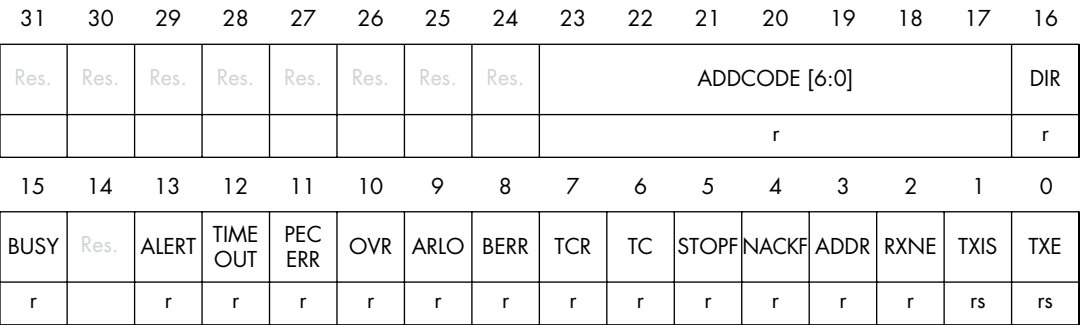 31 30 29 28 27 26 25 24 23 22 21 20 19 18 17 16
Res. Res. Res. Res. Res. Res. Res. Res. ADDCODE [6:0] DIR
r r
15 14 13 12 11 10 9 8 7 6 5 4 3 2 1 0
BUSY Res. ALERT TIME OUT PEC ERR OVR ARLO BERR TCR TC STOPF NACKF ADDR RXNE TXIS TXE
r r r r r r r r r r r r r rs rs